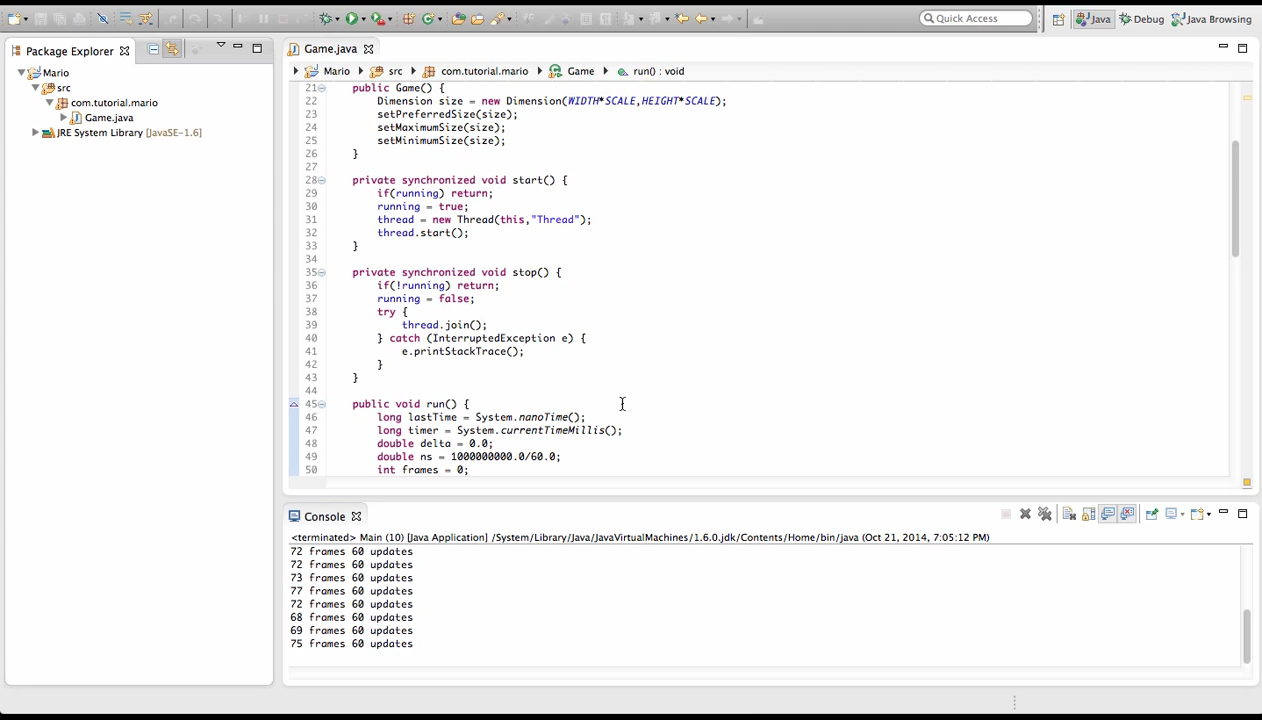 Quick Access
Java
Debug
Java Browsing
Package Explorer
Mario
src
com.tutorial.mario
Game.java
JRE System Library [JavaSE-1.6]
Game.java
Mario src com.tutorial.mario Game run() : void
21 public Game() {
22 Dimension size = new Dimension(WIDTH*SCALE,HEIGHT*SCALE);
23 setPreferredSize(size);
24 setMaximumSize(size);
25 setMinimumSize(size);
26 }
27
28 private synchronized void start() {
29 if(running) return;
30 running = true;
31 thread = new Thread(this,"Thread");
32 thread.start();
33 }
34
35 private synchronized void stop() {
36 if(!running) return;
37 running = false;
38 try {
39 thread.join();
40 } catch (InterruptedException e) {
41 e.printStackTrace();
42 }
43 }
44
45 public void run() {
46 long lastTime = System.nanoTime();
47 long timer = System.currentTimeMillis();
48 double delta = 0.0;
49 double ns = 1000000000.0/60.0;
50 int frames = 0;
Console
<terminated> Main (10) [Java Application] /System/Library/Java/JavaVirtualMachines/1.6.0.jdk/Contents/Home/bin/java (Oct 21, 2014, 7:05:12 PM)
72 frames 60 updates
72 frames 60 updates
73 frames 60 updates
77 frames 60 updates
72 frames 60 updates
68 frames 60 updates
69 frames 60 updates
75 frames 60 updates